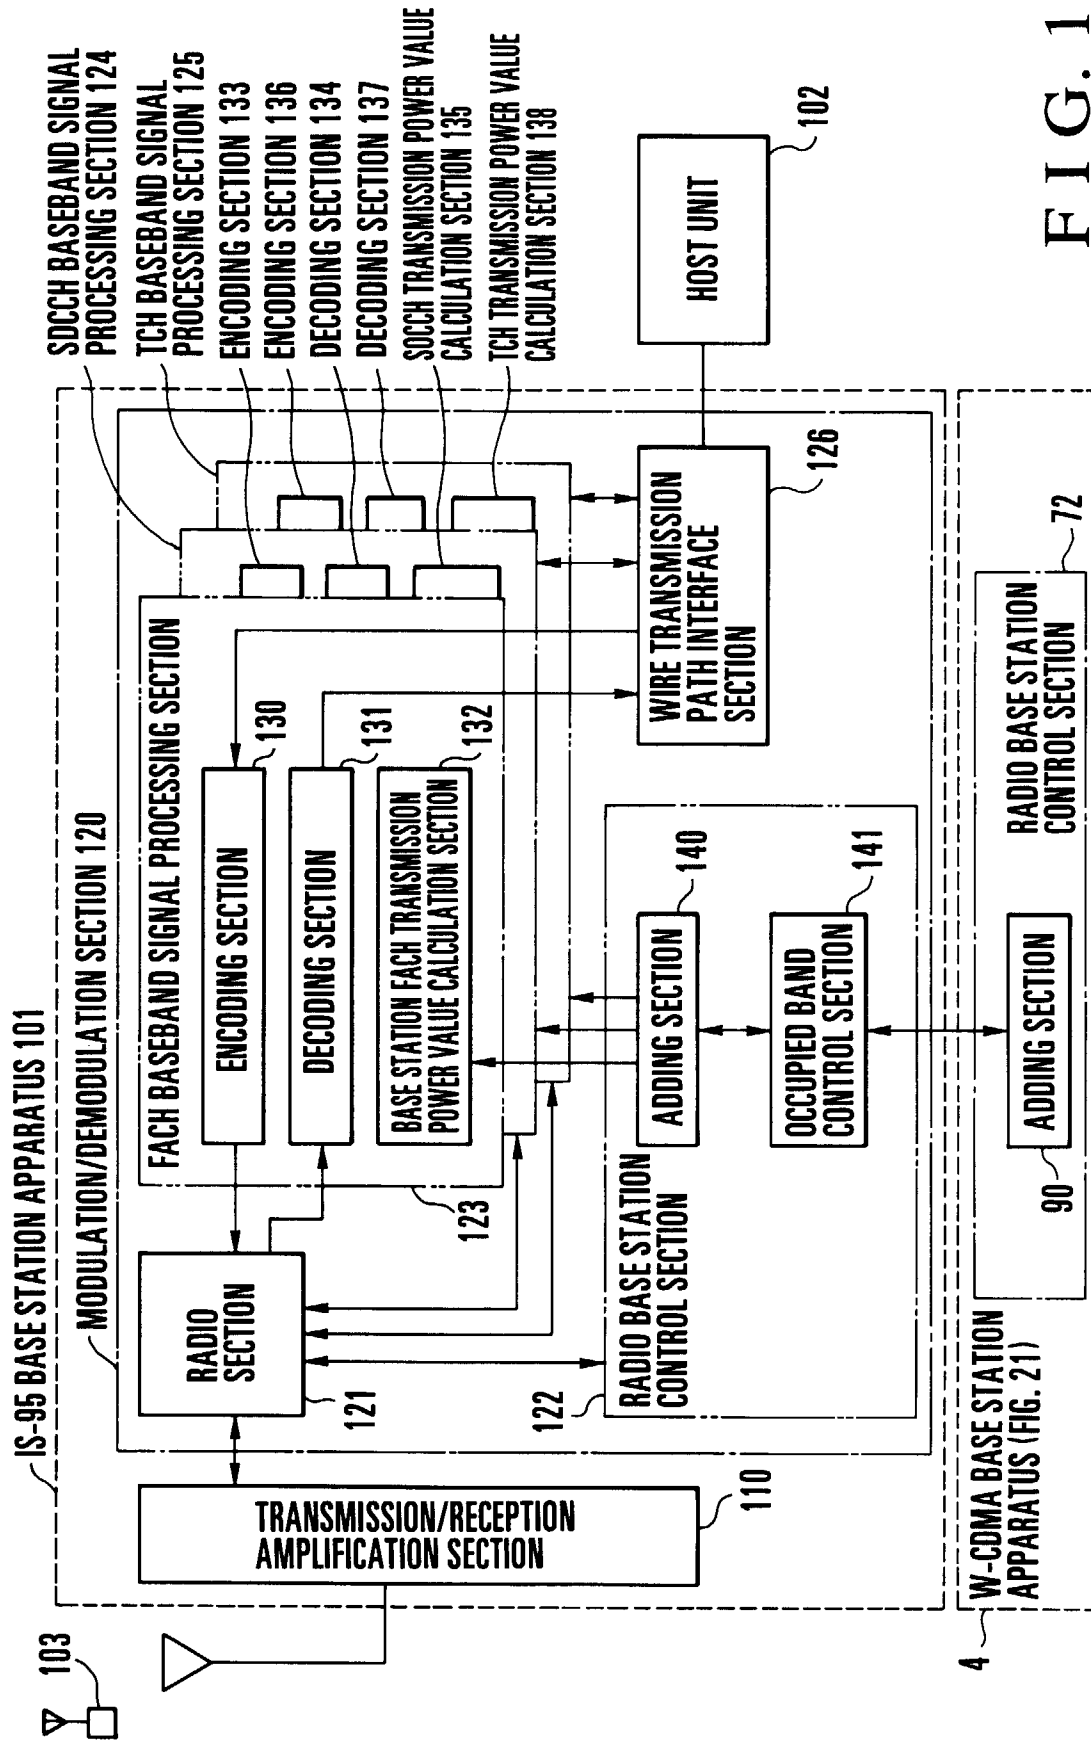 IS-95 BASE STATION APPARATUS 101
MODULATION/DEMODULATION SECTION 120
SDCCH BASEBAND SIGNAL
PROCESSING SECTION 124
TCH BASEBAND SIGNAL
PROCESSING SECTION 125
ENCODING SECTION 133
ENCODING SECTION 136
DECODING SECTION 134
DECODING SECTION 137
SOCCH TRANSMISSION POWER VALUE
CALCULATION SECTION 135
TCH TRANSMISSION POWER VALUE
CALCULATION SECTION 138
103
TRANSMISSION/RECEPTION
AMPLIFICATION SECTION
110
RADIO
SECTION
121
FACH BASEBAND SIGNAL PROCESSING SECTION
123
ENCODING SECTION
130
DECODING SECTION
131
BASE STATION FACH TRANSMISSION
POWER VALUE CALCULATION SECTION
132
122
RADIO BASE STATION
CONTROL SECTION
ADDING SECTION
140
OCCUPIED BAND
CONTROL SECTION
141
WIRE TRANSMISSION
PATH INTERFACE
SECTION
126
HOST UNIT
102
4
W-CDMA BASE STATION
APPARATUS (FIG. 21)
90
ADDING SECTION
RADIO BASE STATION
CONTROL SECTION
72
FIG. 1